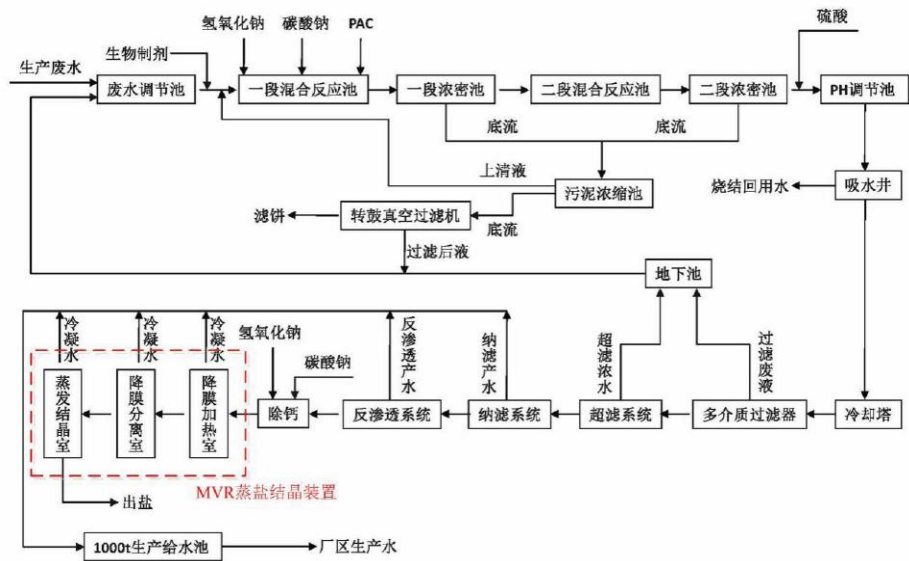 氢氧化钠
碳酸钠
PAC
硫酸
生物制剂
生产废水
废水调节池
一段混合反应池
一段浓密池
二段混合反应池
二段浓密池
PH调节池
底流
底流
上清液
污泥浓缩池
烧结回用水
吸水井
滤饼
转鼓真空过滤机
底流
过滤后液
地下池
冷凝水
冷凝水
冷凝水
氢氧化钠
碳酸钠
反渗透产水
纳滤产水
超滤浓水
过滤废液
蒸发结晶室
降膜分离室
降膜加热室
除钙
反渗透系统
纳滤系统
超滤系统
多介质过滤器
冷却塔
MVR蒸盐结晶装置
出盐
1000t生产给水池
厂区生产水